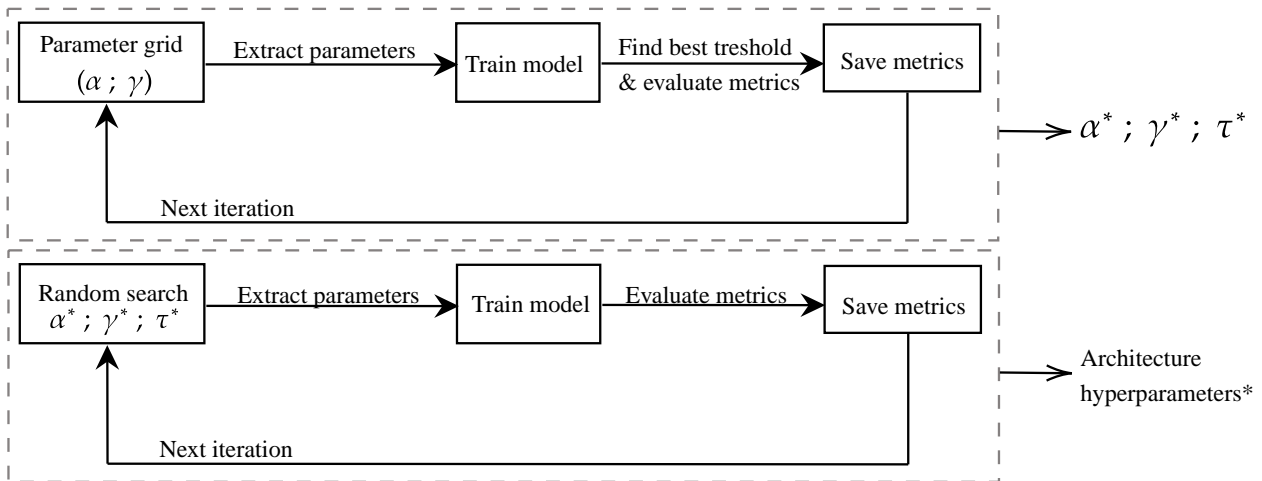 Parameter grid
(α ; γ)
Extract parameters
Train model
Find best treshold
& evaluate metrics
Save metrics
Next iteration
α* ; γ* ; τ*
Random search
α* ; γ* ; τ*
Extract parameters
Train model
Evaluate metrics
Save metrics
Next iteration
Architecture
hyperparameters*